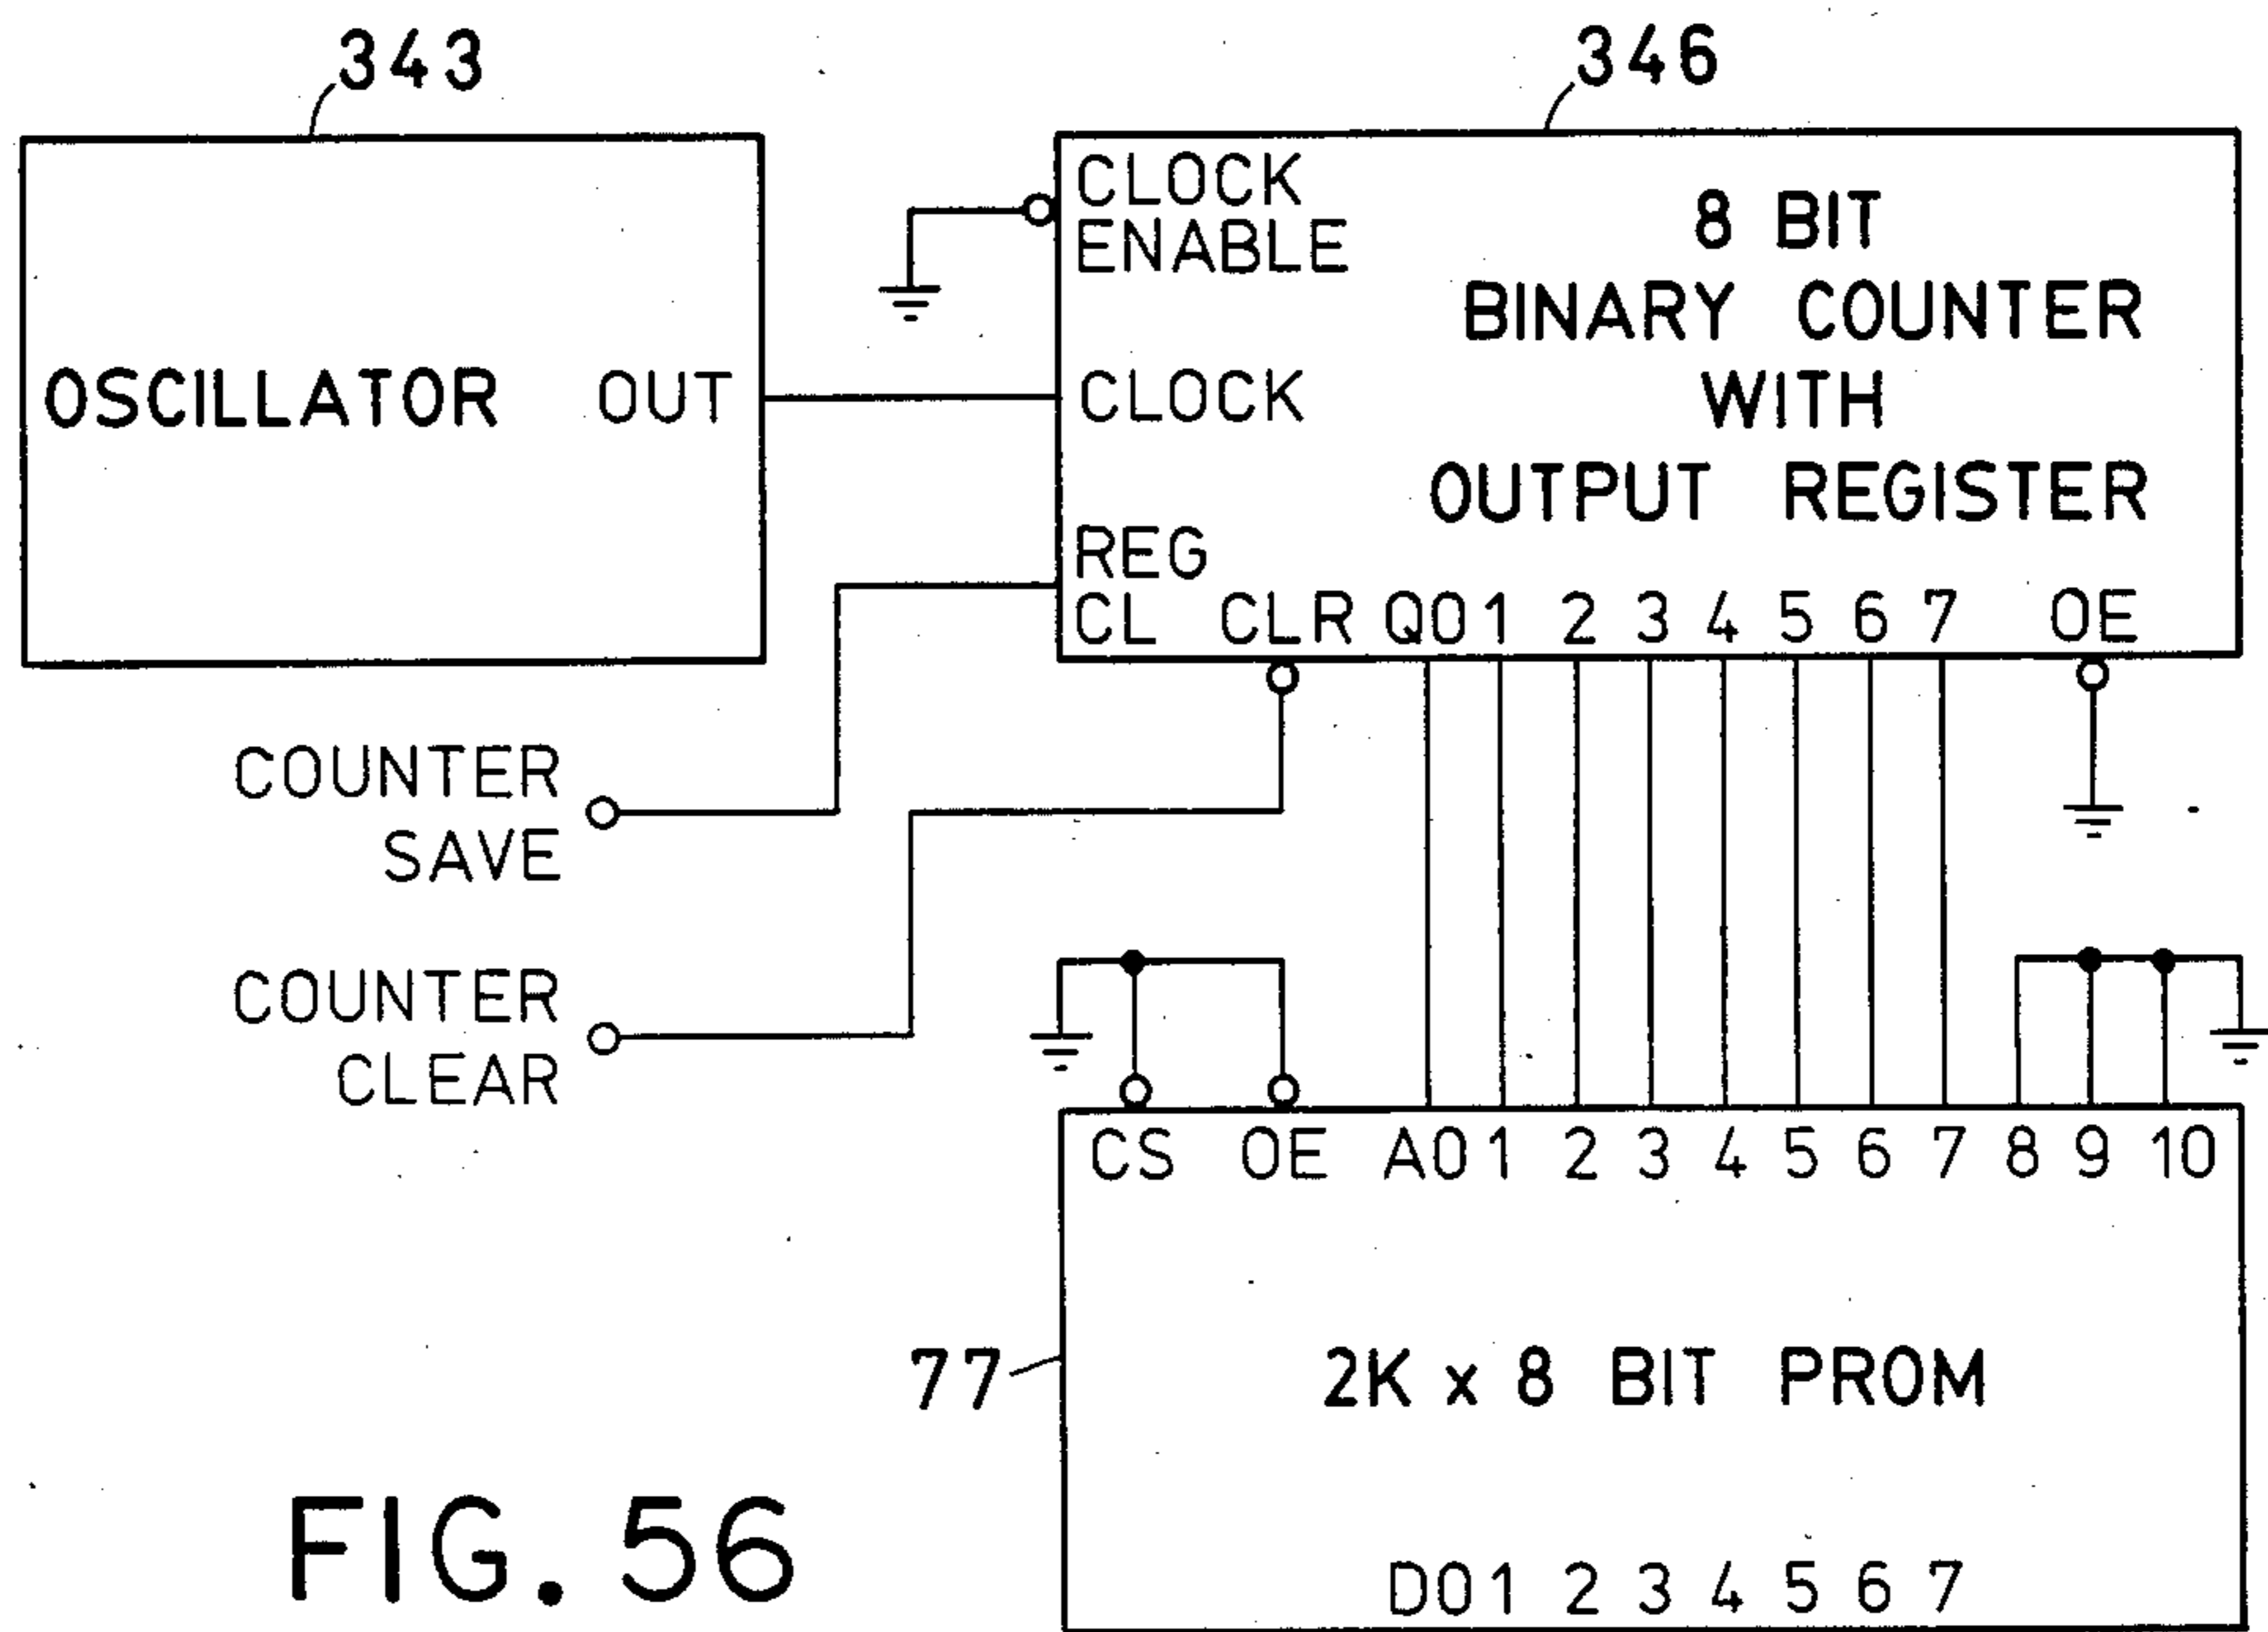 343
346
OSCILLATOR OUT
CLOCK
ENABLE
CLOCK
8 BIT
BINARY COUNTER
WITH
OUTPUT REGISTER
REG
CL CLR Q0 1 2 3 4 5 6 7 OE
COUNTER
SAVE
COUNTER
CLEAR
CS OE A0 1 2 3 4 5 6 7 8 9 10
77
2K x 8 BIT PROM
D0 1 2 3 4 5 6 7
FIG. 56